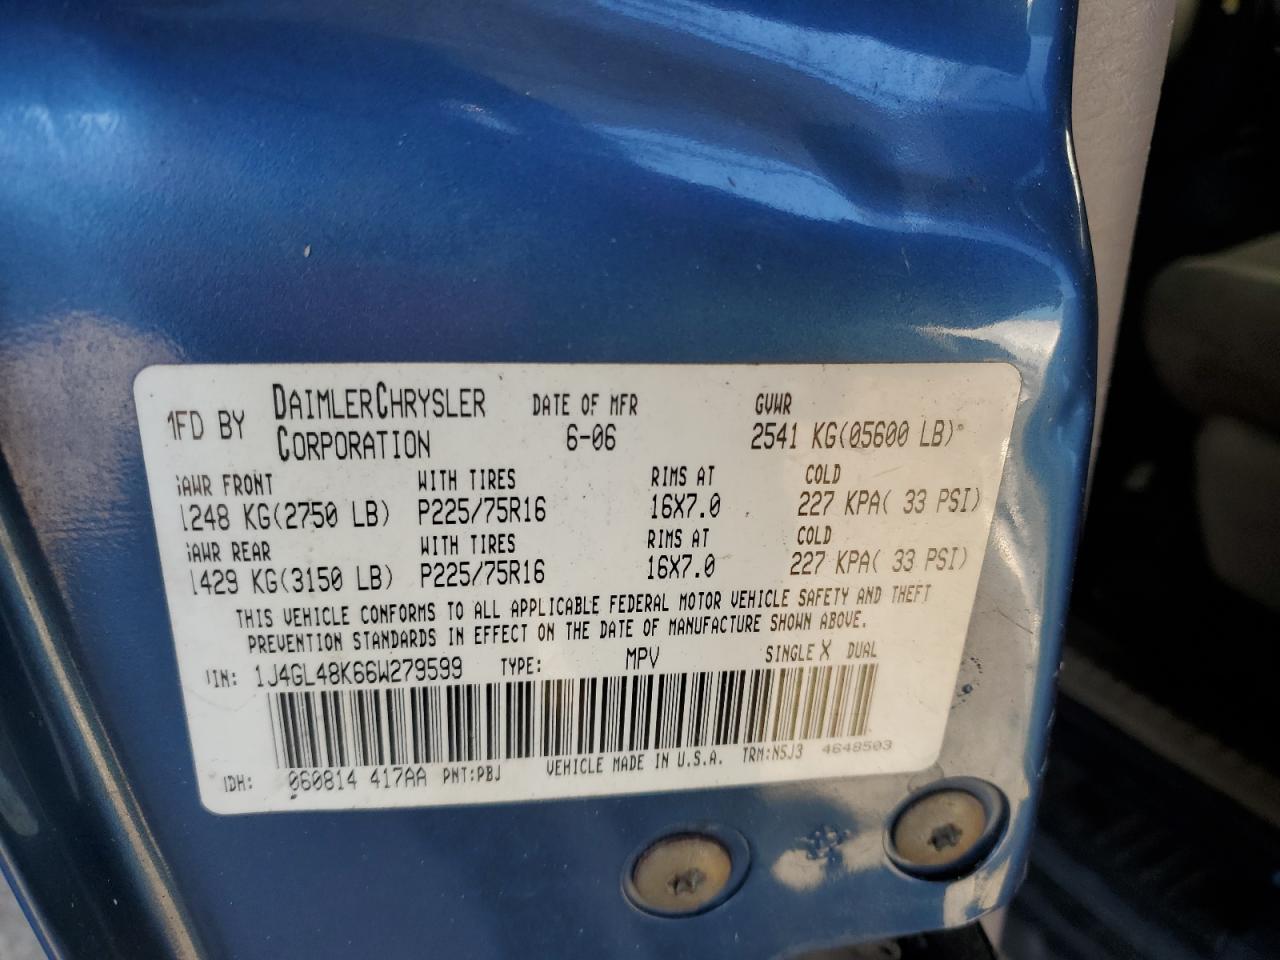 MFD BY DAIMLERCHRYSLER CORPORATION DATE OF MFR 6-06 GVWR 2541 KG(05600 LB)
GAWR FRONT WITH TIRES RIMS AT COLD
1248 KG(2750 LB) P225/75R16 16X7.0 227 KPA( 33 PSI)
GAWR REAR WITH TIRES RIMS AT COLD
1429 KG(3150 LB) P225/75R16 16X7.0 227 KPA( 33 PSI)
THIS VEHICLE CONFORMS TO ALL APPLICABLE FEDERAL MOTOR VEHICLE SAFETY AND THEFT
PREVENTION STANDARDS IN EFFECT ON THE DATE OF MANUFACTURE SHOWN ABOVE.
VIN: 1J4GL48K66W279599 TYPE: MPV SINGLE X DUAL
IDH: 060814 417AA PNT:PBJ VEHICLE MADE IN U.S.A. TRM:NSJ3 4648503